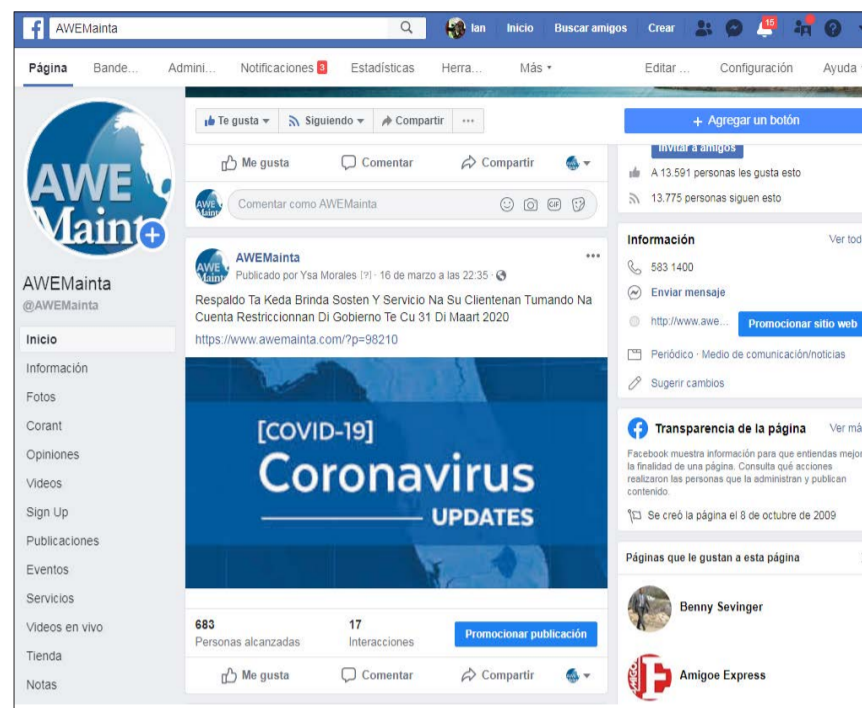 AWEMainta
Ian Inicio Buscar amigos Crear 15
Página Bande... Admini... Notificaciones 3 Estadísticas Herra... Más Editar ... Configuración Ayuda
AWE
Mainta
AWEMainta
@AWEMainta
Inicio
Información
Fotos
Corant
Opiniones
Videos
Sign Up
Publicaciones
Eventos
Servicios
Videos en vivo
Tienda
Notas
Te gusta Siguiendo Compartir ...
+ Agregar un botón
Me gusta Comentar Compartir
AWE
Comentar como AWEMainta
GIF
AWE
Mainta
AWEMainta
Publicado por Ysa Morales [?] · 16 de marzo a las 22:35 ·
Respaldo Ta Keda Brinda Sosten Y Servicio Na Su Clientenan Tumando Na
Cuenta Restriccionnan Di Gobierno Te Cu 31 Di Maart 2020
https://www.awemainta.com/?p=98210
[COVID-19]
Coronavirus
UPDATES
683
Personas alcanzadas
17
Interacciones
Promocionar publicación
Me gusta Comentar Compartir
Invitar a amigos
A 13.591 personas les gusta esto
13.775 personas siguen esto
Información Ver tod
583 1400
Enviar mensaje
http://www.awe... Promocionar sitio web
Periódico · Medio de comunicación/noticias
Sugerir cambios
Transparencia de la página Ver má
Facebook muestra información para que entiendas mejor
la finalidad de una página. Consulta qué acciones
realizaron las personas que la administran y publican
contenido.
Se creó la página el 8 de octubre de 2009
Páginas que le gustan a esta página
Benny Sevinger
Amigoe Express